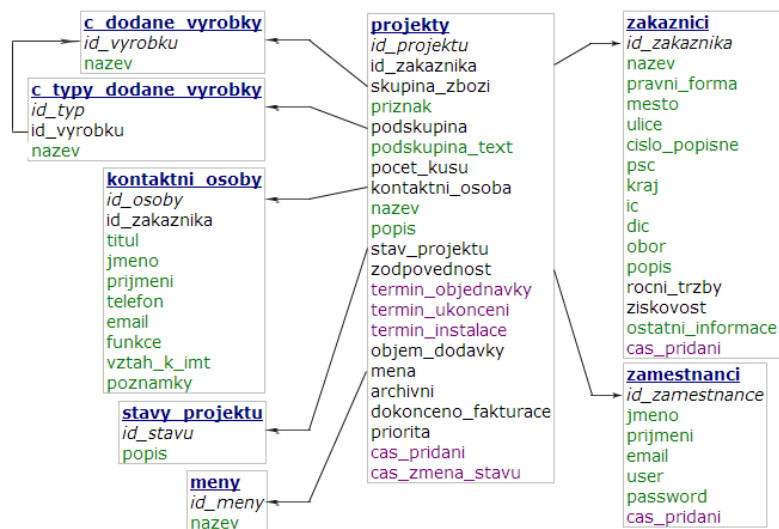 c_dodane_vyrobky
id_vyrobku
nazev
c_typy_dodane_vyrobky
id_typ
id_vyrobku
nazev
kontaktni_osoby
id_osoby
id_zakaznika
titul
jmeno
prijmeni
telefon
email
funkce
vztah_k_imt
poznamky
stavy_projektu
id_stavu
popis
meny
id_meny
nazev
projekty
id_projektu
id_zakaznika
skupina_zbozi
priznak
podskupina
podskupina_text
pocet_kusu
kontaktni_osoba
nazev
popis
stav_projektu
zodpovednost
termin_objednavky
termin_ukonceni
termin_instalace
objem_dodavky
mena
archivni
dokonceno_fakturace
priorita
cas_pridani
cas_zmena_stavu
zakaznici
id_zakaznika
nazev
pravni_forma
mesto
ulice
cislo_popisne
psc
kraj
ic
dic
obor
popis
rocni_trzby
ziskovost
ostatni_informace
cas_pridani
zamestnanci
id_zamestnance
jmeno
prijmeni
email
user
password
cas_pridani